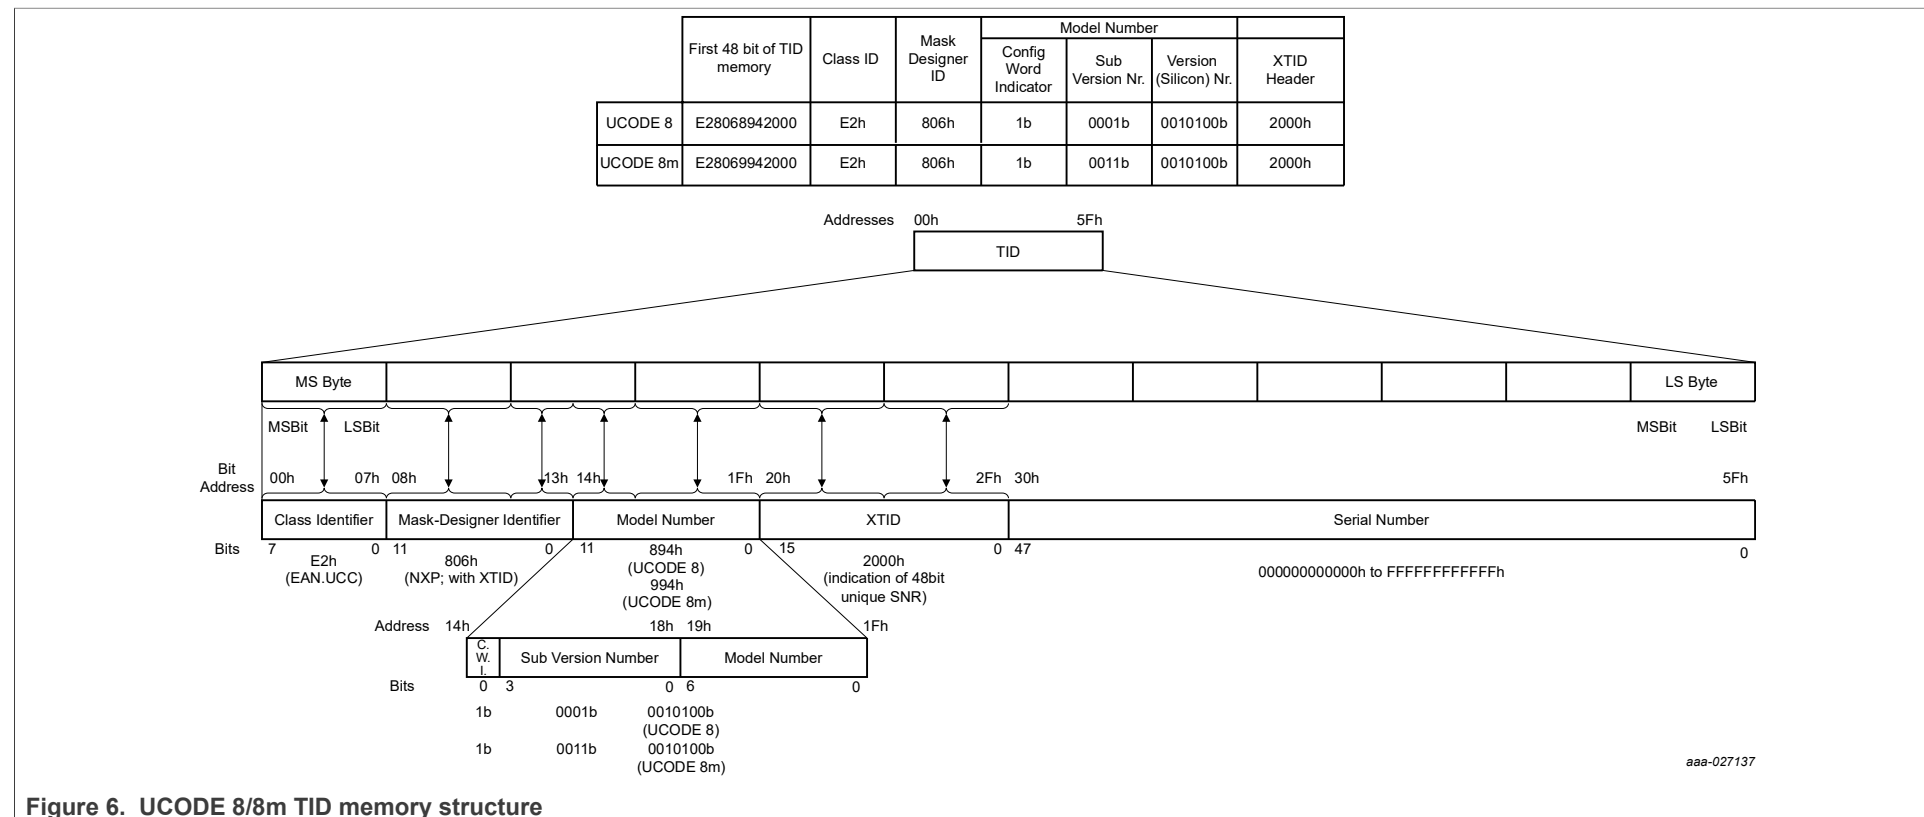 Model Number
First 48 bit of TID
memory
Class ID
Mask
Designer
ID
Config
Word
Indicator
Sub
Version Nr.
Version
(Silicon) Nr.
XTID
Header
UCODE 8 E28068942000 E2h 806h 1b 0001b 0010100b 2000h
UCODE 8m E28069942000 E2h 806h 1b 0011b 0010100b 2000h
Addresses 00h 5Fh
TID
MS Byte LS Byte
MSBit LSBit MSBit LSBit
Bit
Address
00h 07h 08h 13h 14h 1Fh 20h 2Fh 30h 5Fh
Class Identifier Mask-Designer Identifier Model Number XTID Serial Number
Bits 7 0 11 0 11 0 15 0 47 0
E2h
(EAN.UCC)
806h
(NXP; with XTID)
894h
(UCODE 8)
994h
(UCODE 8m)
2000h
(indication of 48bit
unique SNR)
000000000000h to FFFFFFFFFFFFh
Address 14h 18h 19h 1Fh
C.
W.
I.
Sub Version Number Model Number
Bits 0 3 0 6 0
1b 0001b 0010100b
(UCODE 8)
1b 0011b 0010100b
(UCODE 8m)
aaa-027137
Figure 6. UCODE 8/8m TID memory structure